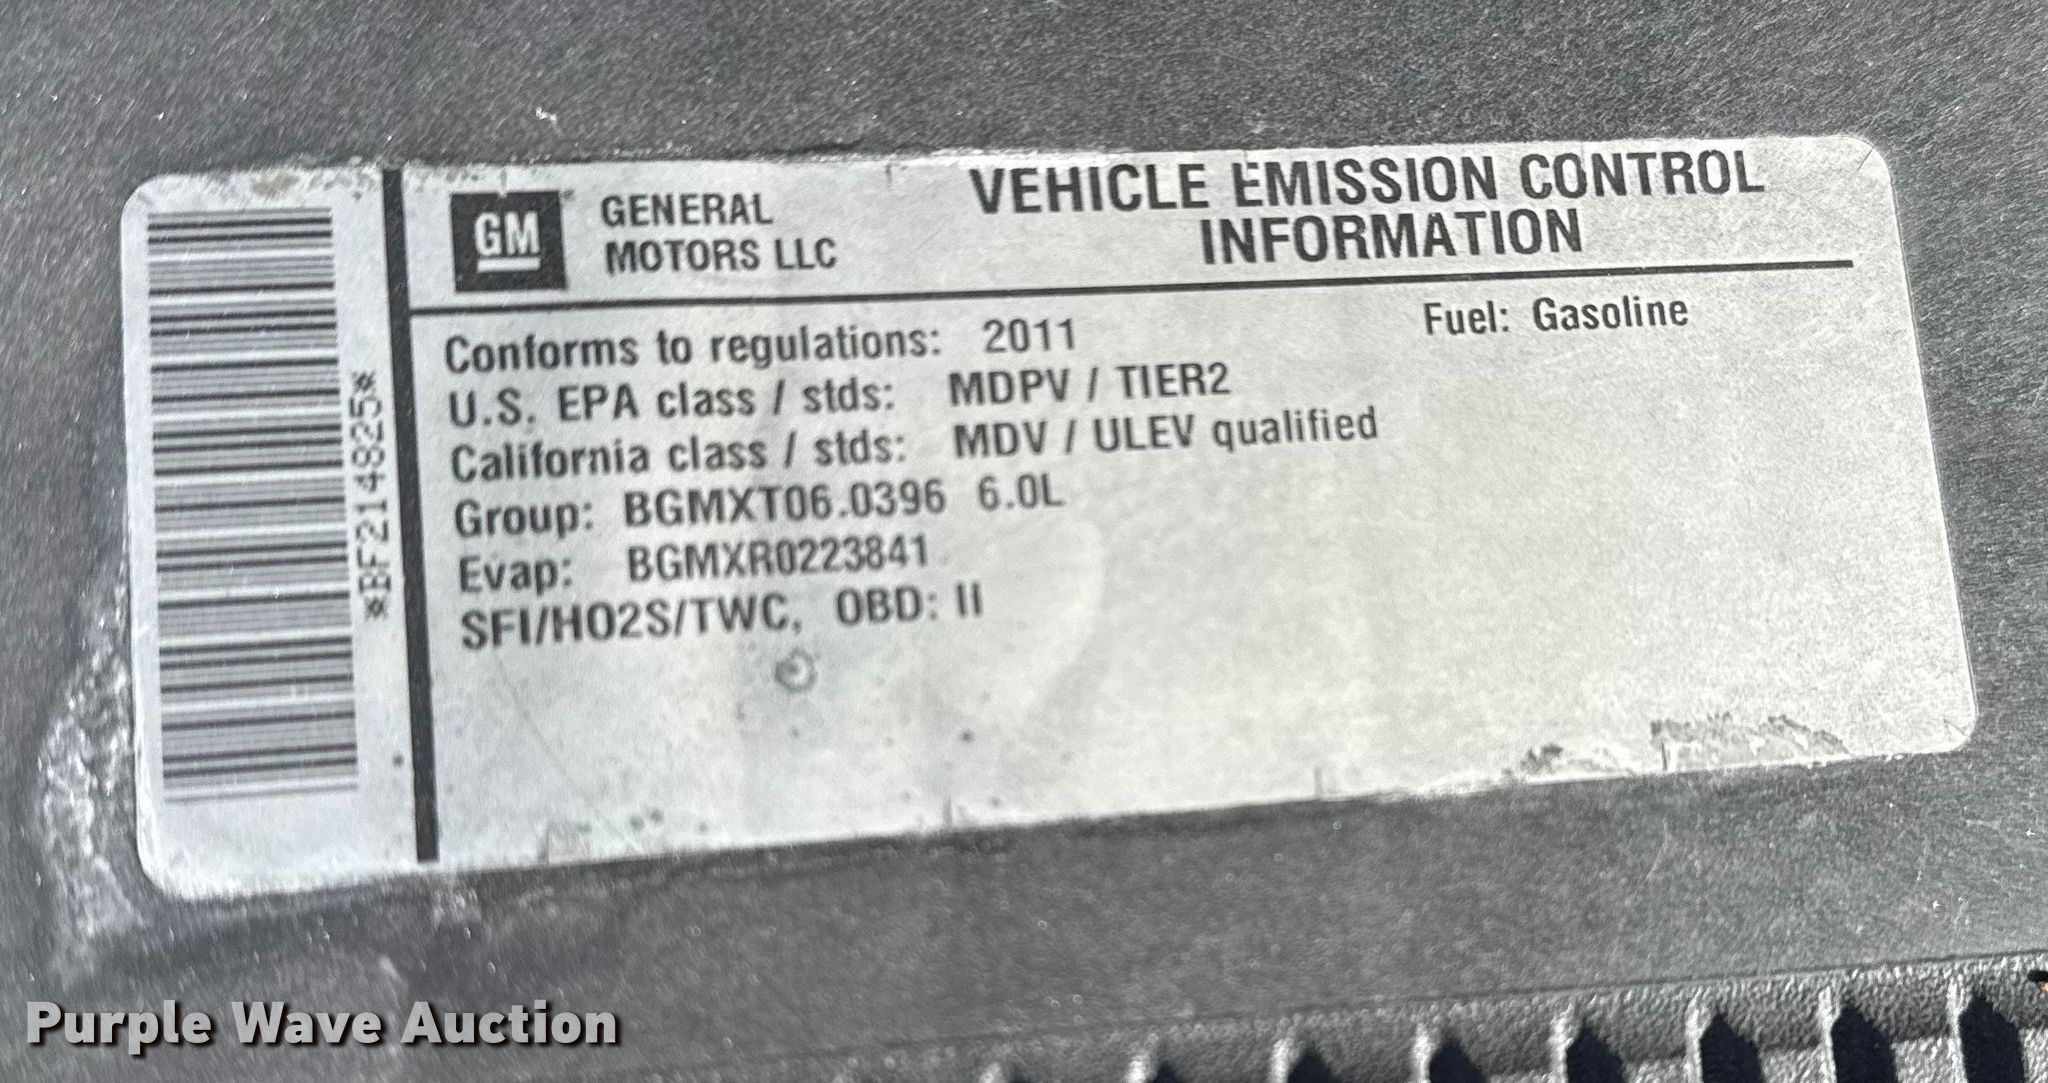 *BF2148825*
GM
GENERAL
MOTORS LLC
VEHICLE EMISSION CONTROL
INFORMATION
Conforms to regulations: 2011
Fuel: Gasoline
U.S. EPA class / stds: MDPV / TIER2
California class / stds: MDV / ULEV qualified
Group: BGMXT06.0396 6.0L
Evap: BGMXR0223841
SFI/HO2S/TWC, OBD: II
Purple Wave Auction